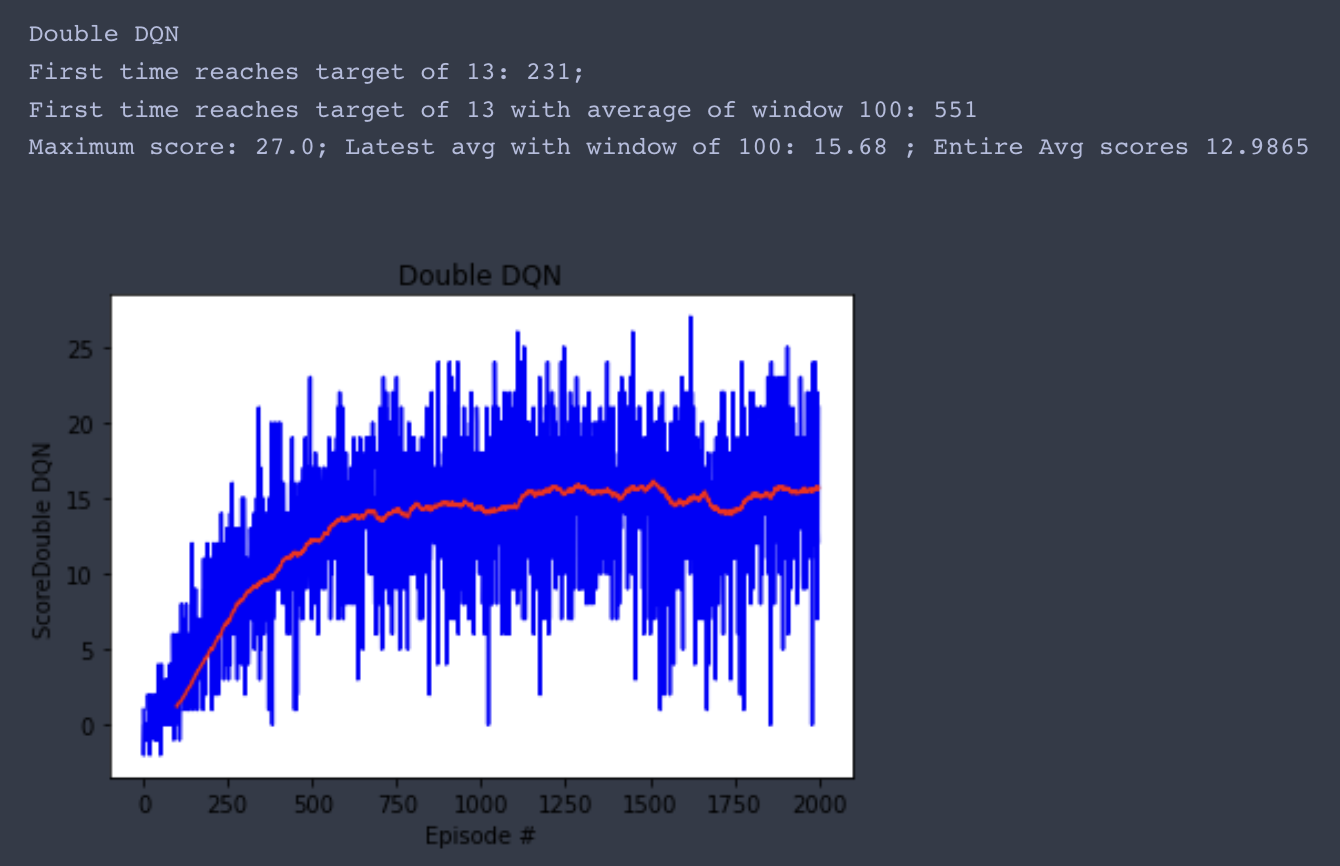 Double DQN
First time reaches target of 13: 231;
First time reaches target of 13 with average of window 100: 551
Maximum score: 27.0; Latest avg with window of 100: 15.68 ; Entire Avg scores 12.9865
Double DQN
25
20
15
10
5
0
ScoreDouble DQN
0 250 500 750 1000 1250 1500 1750 2000
Episode #